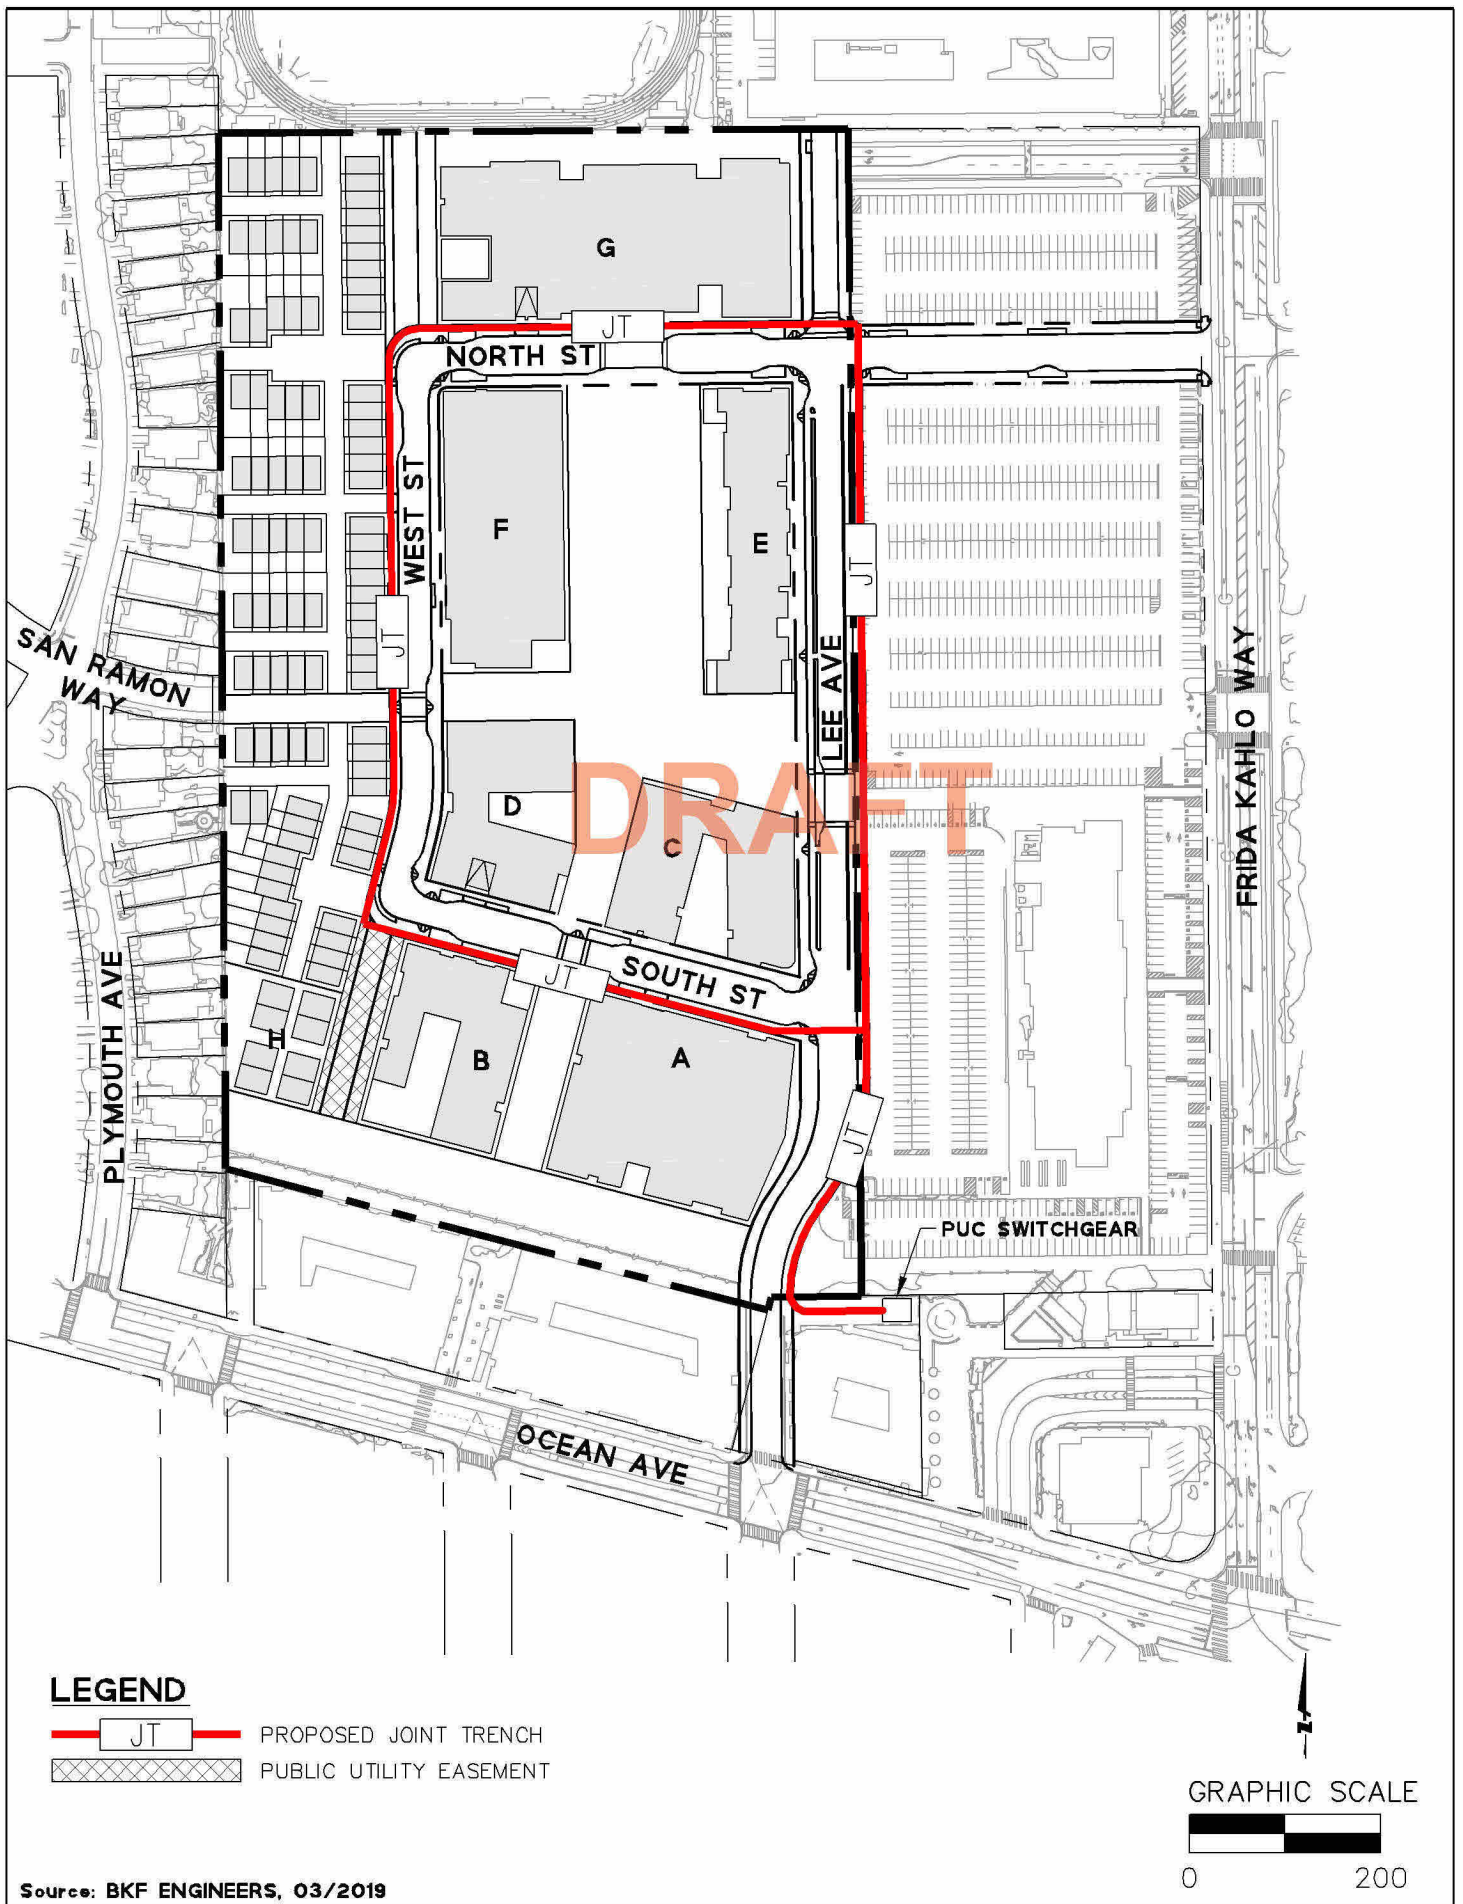 G
JT
NORTH ST
WEST ST
F
E
JT
JT
SAN RAMON
WAY
LEE AVE
FRIDA KAHLO WAY
DRAFT
D
C
PLYMOUTH AVE
JT
SOUTH ST
H
B
A
JT
PUC SWITCHGEAR
OCEAN AVE
LEGEND
JT PROPOSED JOINT TRENCH
PUBLIC UTILITY EASEMENT
Z
GRAPHIC SCALE
0 200
Source: BKF ENGINEERS, 03/2019